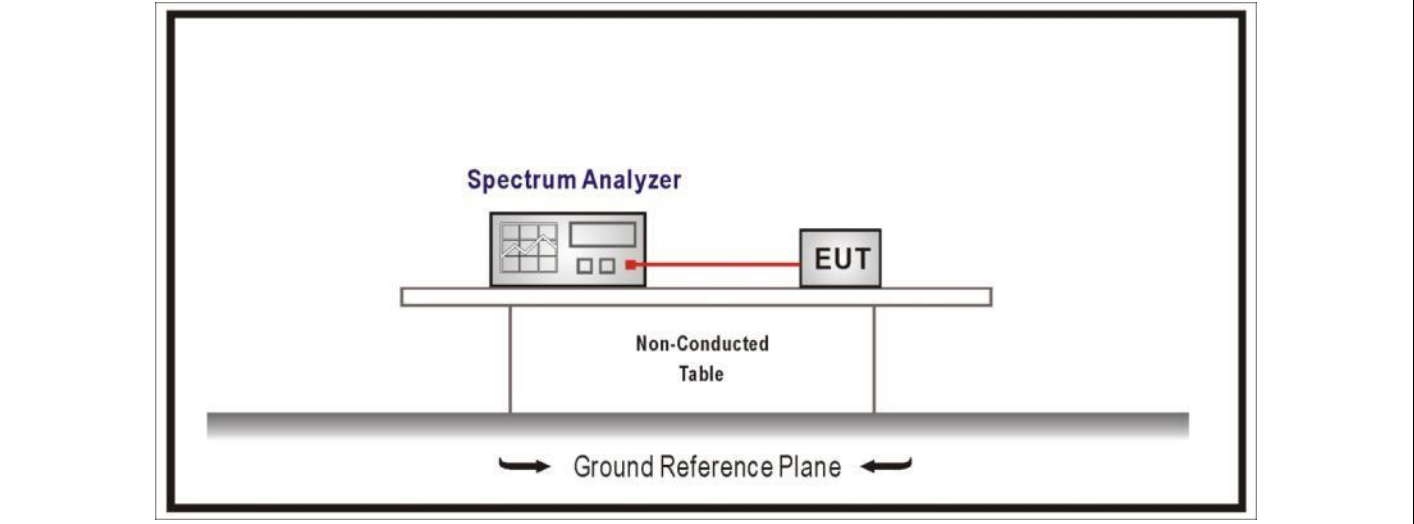 Spectrum Analyzer
EUT
Non-Conducted
Table
Ground Reference Plane